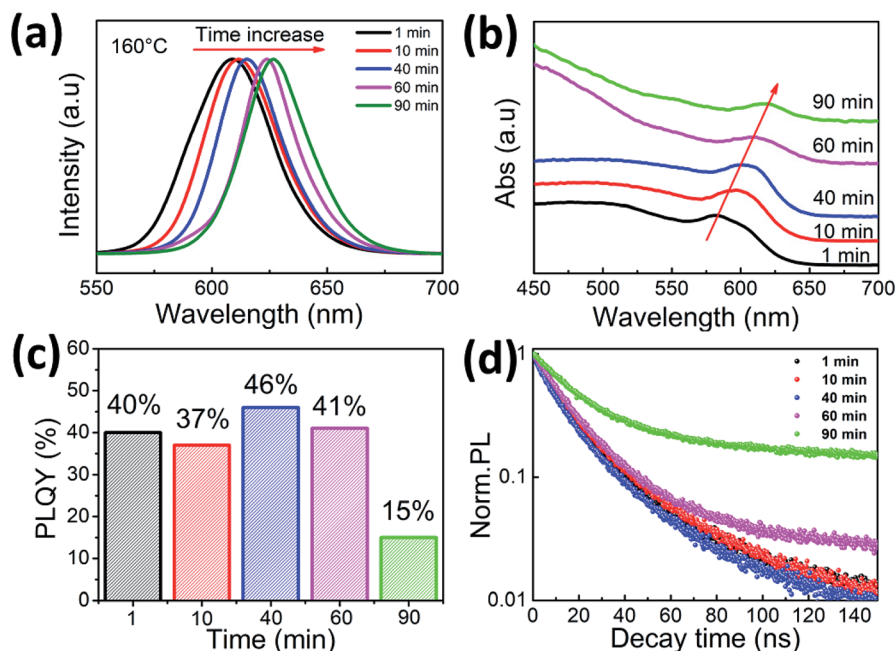 (a)
160°C
Time increase
1 min
10 min
40 min
60 min
90 min
Intensity (a.u)
550
600
650
700
Wavelength (nm)
(b)
90 min
60 min
40 min
10 min
1 min
Abs (a.u)
450
500
550
600
650
700
Wavelength (nm)
(c)
60
50
40
30
20
10
0
PLQY (%)
40%
37%
46%
41%
15%
1
10
40
60
90
Time (min)
(d)
1
0.1
0.01
Norm.PL
1 min
10 min
40 min
60 min
90 min
0
20
40
60
80
100
120
140
Decay time (ns)